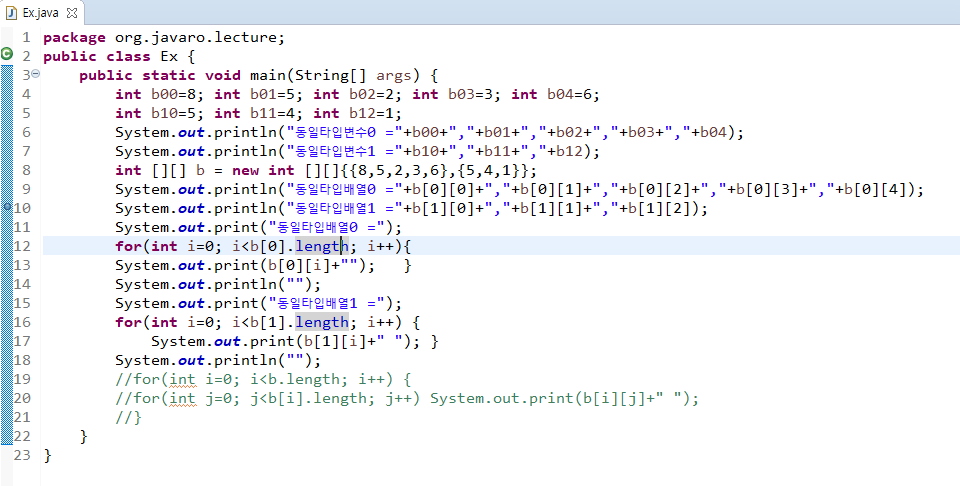 Ex.java
1 package org.javaro.lecture;
2 public class Ex {
3     public static void main(String[] args) {
4         int b00=8; int b01=5; int b02=2; int b03=3; int b04=6;
5         int b10=5; int b11=4; int b12=1;
6         System.out.println("동일타입변수0 ="+b00+","+b01+","+b02+","+b03+","+b04);
7         System.out.println("동일타입변수1 ="+b10+","+b11+","+b12);
8         int [][] b = new int [][]{{8,5,2,3,6},{5,4,1}};
9         System.out.println("동일타입배열0 ="+b[0][0]+","+b[0][1]+","+b[0][2]+","+b[0][3]+","+b[0][4]);
10         System.out.println("동일타입배열1 ="+b[1][0]+","+b[1][1]+","+b[1][2]);
11         System.out.print("동일타입배열0 =");
12         for(int i=0; i<b[0].length; i++){
13         System.out.print(b[0][i]+"");   }
14         System.out.println("");
15         System.out.print("동일타입배열1 =");
16         for(int i=0; i<b[1].length; i++) {
17             System.out.print(b[1][i]+" "); }
18         System.out.println("");
19         //for(int i=0; i<b.length; i++) {
20         //for(int j=0; j<b[i].length; j++) System.out.print(b[i][j]+" ");
21         //}
22     }
23 }